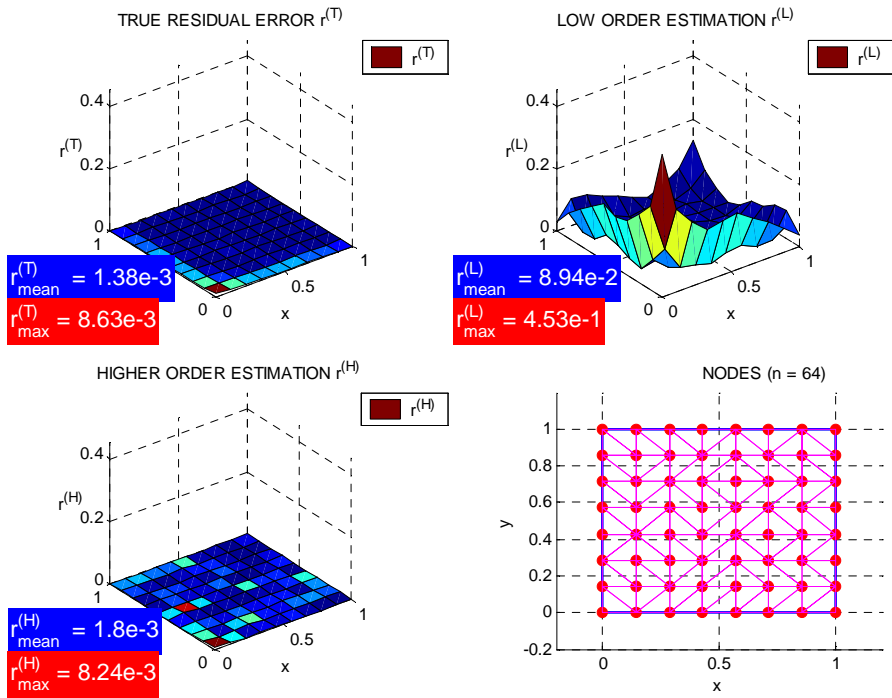 TRUE RESIDUAL ERROR r^(T)
r^(T)
0.4
r^(T)
0.2
0
1
r^(T)_mean = 1.38e-3
r^(T)_max = 8.63e-3
0
0
0.5
1
x
LOW ORDER ESTIMATION r^(L)
r^(L)
0.4
r^(L)
0.2
0
1
r^(L)_mean = 8.94e-2
r^(L)_max = 4.53e-1
0
0
0.5
1
x
HIGHER ORDER ESTIMATION r^(H)
r^(H)
0.4
r^(H)
0.2
0
1
r^(H)_mean = 1.8e-3
r^(H)_max = 8.24e-3
0
0
0.5
1
x
NODES (n = 64)
1
0.8
0.6
y
0.4
0.2
0
-0.2
0
0.5
1
x